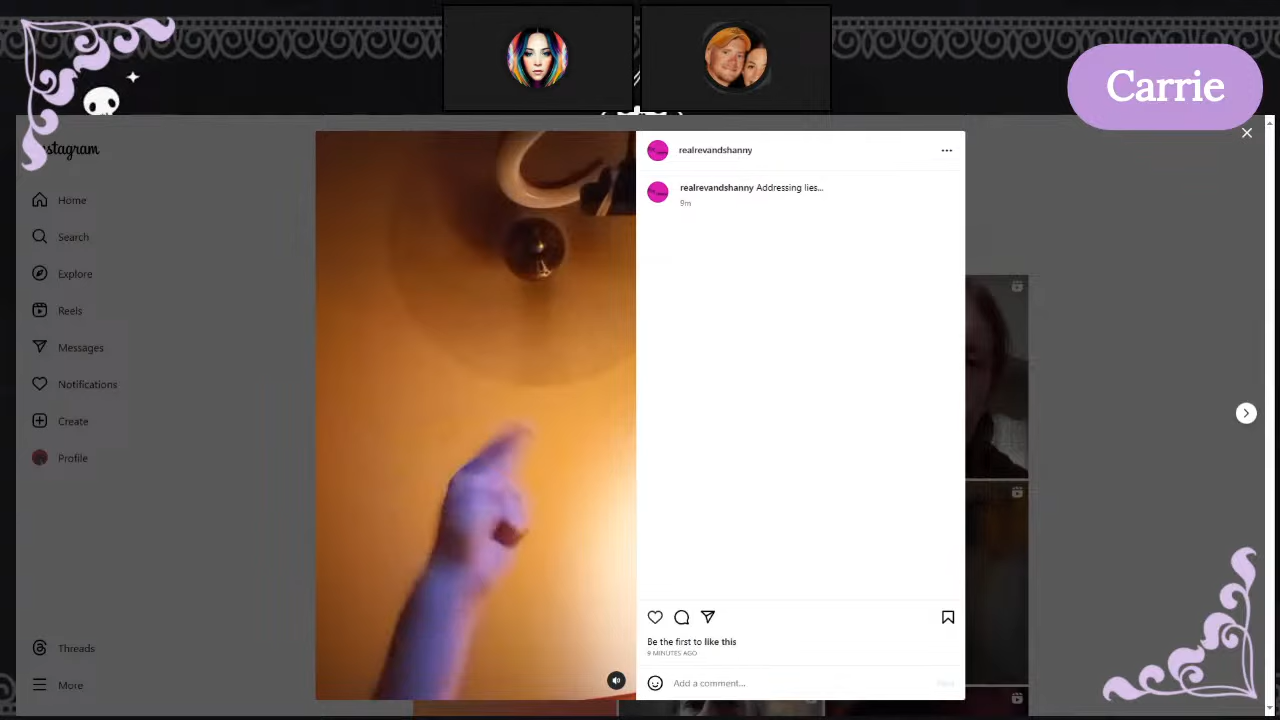 Carrie
Instagram
Home
Search
Explore
Reels
Messages
Notifications
Create
Profile
Threads
More
realrevandshanny
realrevandshanny Addressing lies...
9m
Be the first to like this
9 MINUTES AGO
Add a comment...